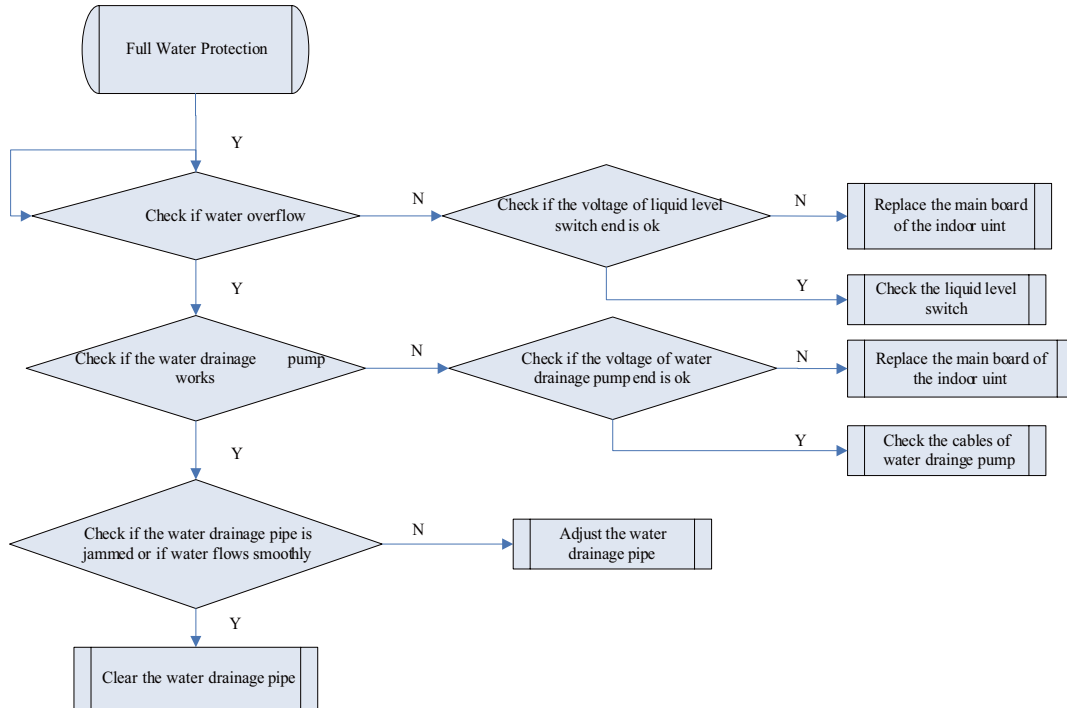 Full Water Protection
Y
Check if water overflow
N
Check if the voltage of liquid level
switch end is ok
N
Replace the main board
of the indoor uint
Y
Check the liquid level
switch
Y
Check if the water drainage pump
works
N
Check if the voltage of water
drainage pump end is ok
N
Replace the main board of
the indoor uint
Y
Check the cables of
water drainge pump
Y
Check if the water drainage pipe is
jammed or if water flows smoothly
N
Adjust the water
drainage pipe
Y
Clear the water drainage pipe